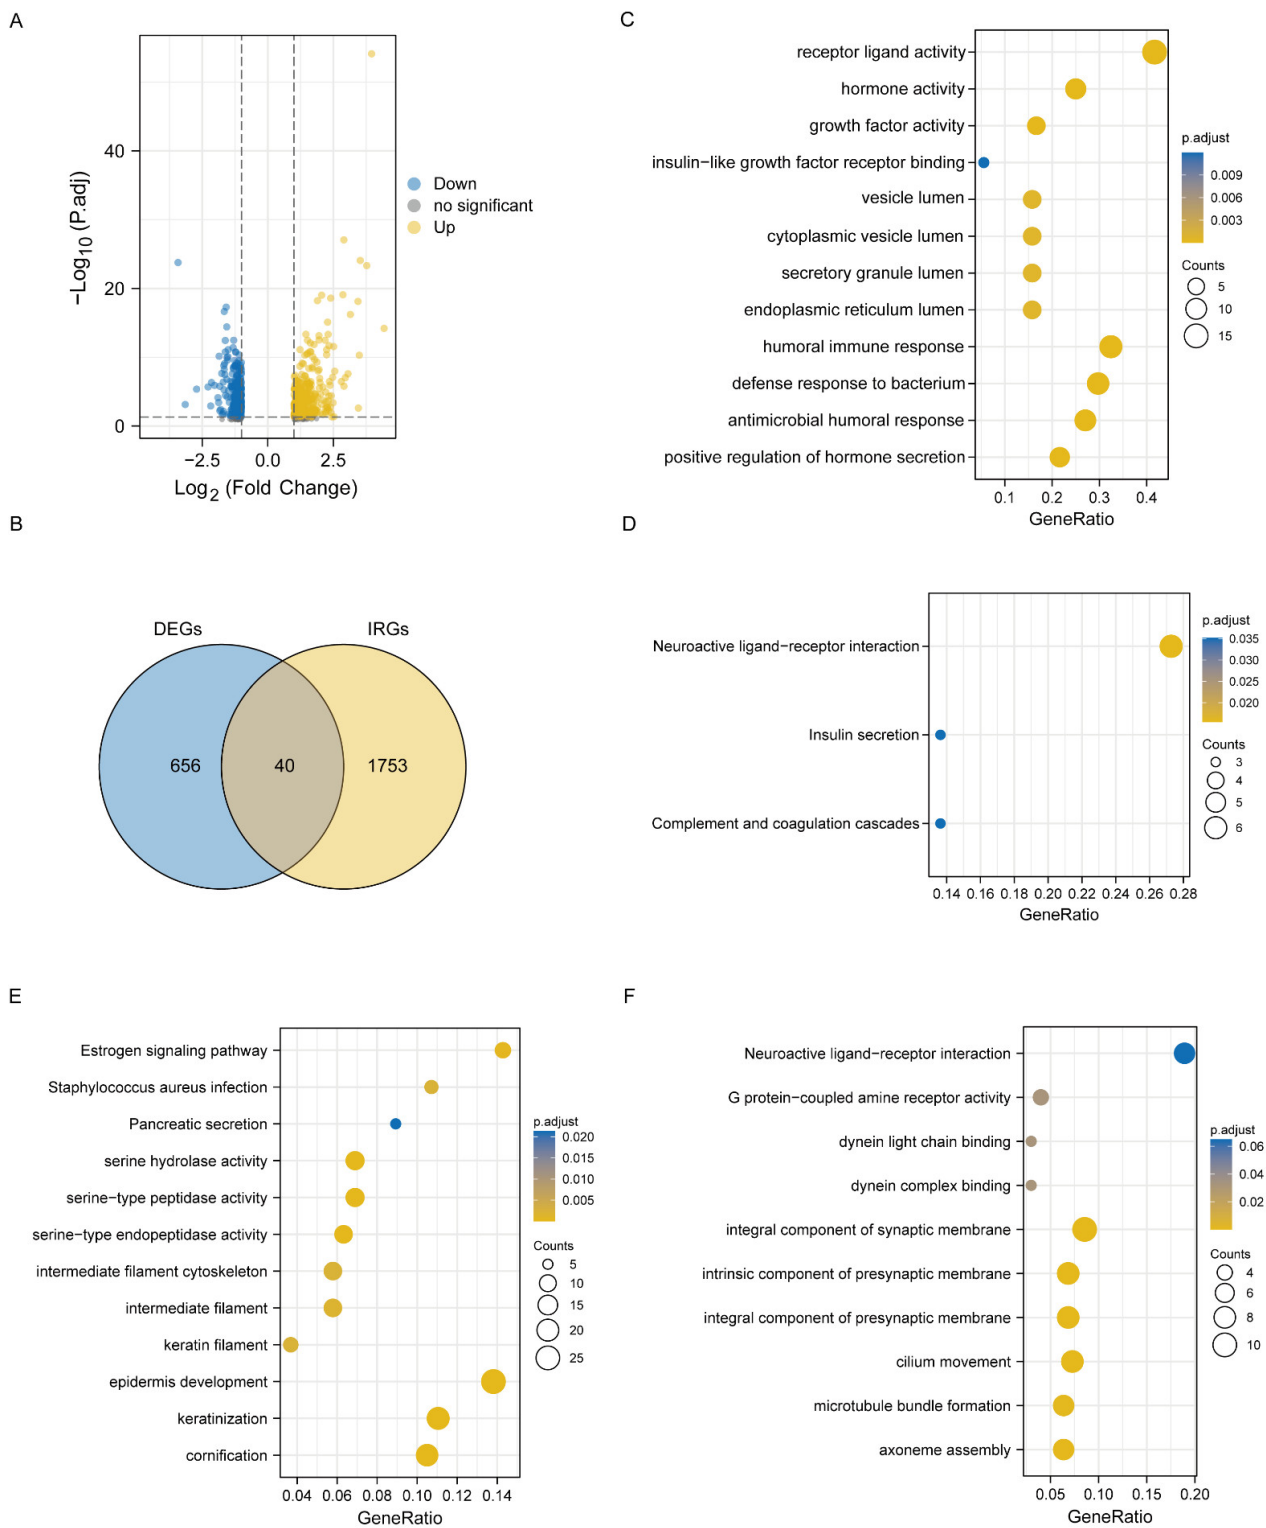 A
−Log10 (P.adj)
40
20
0
−2.5 0.0 2.5
Log2 (Fold Change)
Down
no significant
Up
B
DEGs IRGs
656 40 1753
C
receptor ligand activity
hormone activity
growth factor activity
insulin−like growth factor receptor binding
vesicle lumen
cytoplasmic vesicle lumen
secretory granule lumen
endoplasmic reticulum lumen
humoral immune response
defense response to bacterium
antimicrobial humoral response
positive regulation of hormone secretion
0.1 0.2 0.3 0.4
GeneRatio
p.adjust
0.009
0.006
0.003
Counts
5
10
15
D
Neuroactive ligand−receptor interaction
Insulin secretion
Complement and coagulation cascades
0.14 0.16 0.18 0.20 0.22 0.24 0.26 0.28
GeneRatio
p.adjust
0.035
0.030
0.025
0.020
Counts
3
4
5
6
E
Estrogen signaling pathway
Staphylococcus aureus infection
Pancreatic secretion
serine hydrolase activity
serine−type peptidase activity
serine−type endopeptidase activity
intermediate filament cytoskeleton
intermediate filament
keratin filament
epidermis development
keratinization
cornification
0.04 0.06 0.08 0.10 0.12 0.14
GeneRatio
p.adjust
0.020
0.015
0.010
0.005
Counts
5
10
15
20
25
F
Neuroactive ligand−receptor interaction
G protein−coupled amine receptor activity
dynein light chain binding
dynein complex binding
integral component of synaptic membrane
intrinsic component of presynaptic membrane
integral component of presynaptic membrane
cilium movement
microtubule bundle formation
axoneme assembly
0.05 0.10 0.15 0.20
GeneRatio
p.adjust
0.06
0.04
0.02
Counts
4
6
8
10